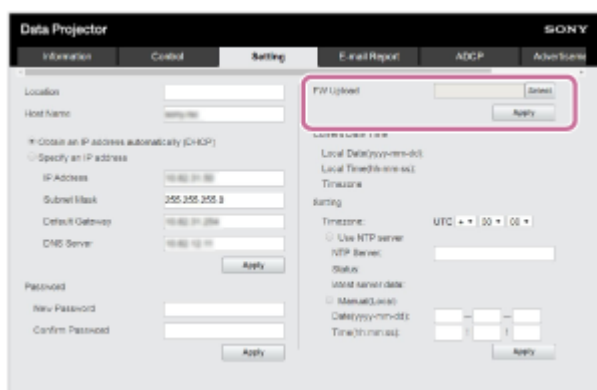 Data Projector
SONY
Information Control Setting E-mail Report ADCP Advertiseme
Location
Host Name
Obtain an IP address automatically (DHCP)
Specify an IP address
IP Address
Subnet Mask 255.255.255.0
Default Gateway
DNS Server
Apply
Password
New Password
Confirm Password
Apply
FW Upload Select
Apply
Current Date Time
Local Date(yyyy-mm-dd):
Local Time(hh:mm:ss):
Timezone
Setting
Timezone: UTC + 00 : 00
Use NTP server
NTP Server:
Status:
latest server date:
Manual(Local)
Date(yyyy-mm-dd):
Time(hh:mm:ss): : :
Apply